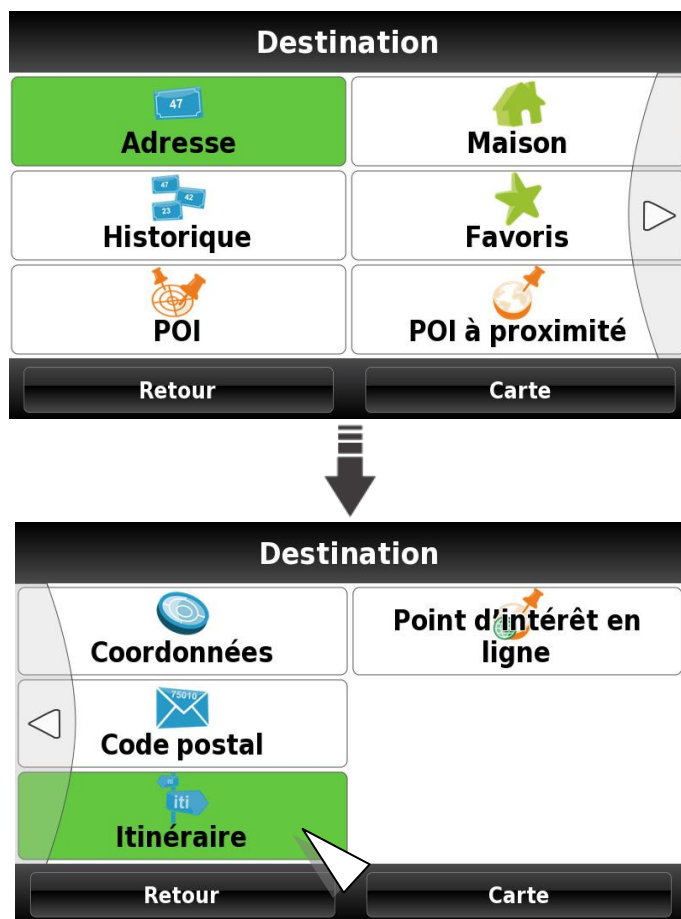 Destination
47
Adresse
Maison
47
42
23
Historique
Favoris
POI
POI à proximité
Retour
Carte
Destination
Coordonnées
Point d’intérêt en
ligne
75010
Code postal
iti
Itinéraire
Retour
Carte